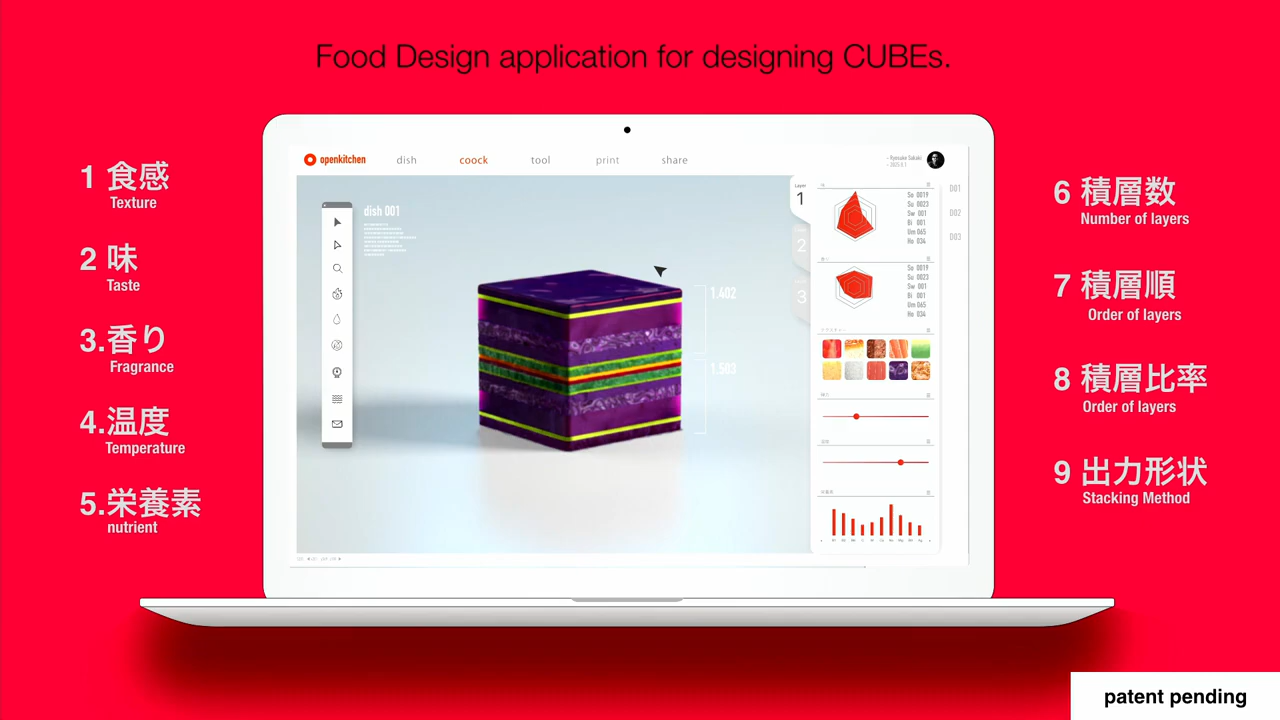 Food Design application for designing CUBEs.
1 食感
Texture
2 味
Taste
3.香り
Fragrance
4.温度
Temperature
5.栄養素
nutrient
openkitchen
dish
coock
tool
print
share
dish 001
1.402
1.503
Layer
1
2
3
So 0019
Su 0023
Sw 001
Bi 001
Um 065
Ho 034
So 0019
Su 0023
Sw 001
Bi 001
Um 065
Ho 034
D01
D02
D03
6 積層数
Number of layers
7 積層順
Order of layers
8 積層比率
Order of layers
9 出力形状
Stacking Method
patent pending